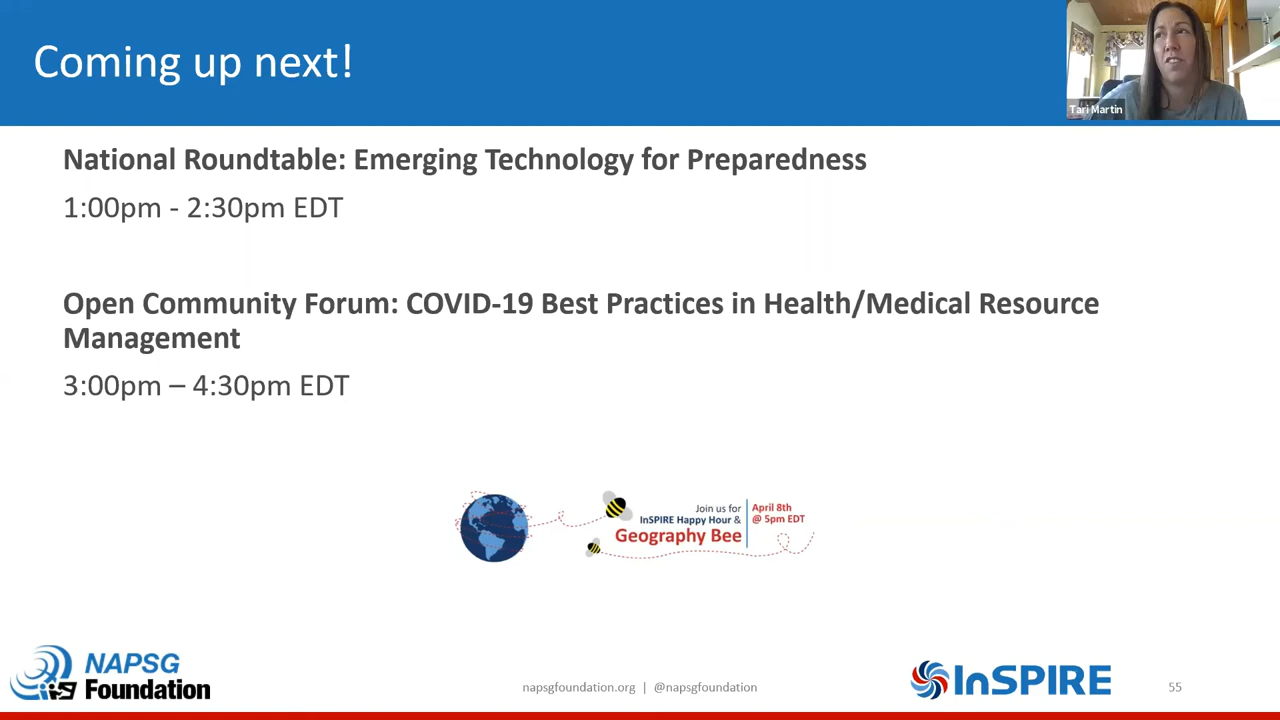 Coming up next!
Tari Martin
National Roundtable: Emerging Technology for Preparedness
1:00pm - 2:30pm EDT
Open Community Forum: COVID-19 Best Practices in Health/Medical Resource
Management
3:00pm – 4:30pm EDT
Join us for
InSPIRE Happy Hour &
Geography Bee
April 8th
@ 5pm EDT
NAPSG
Foundation
napsgfoundation.org | @napsgfoundation
InSPIRE
55